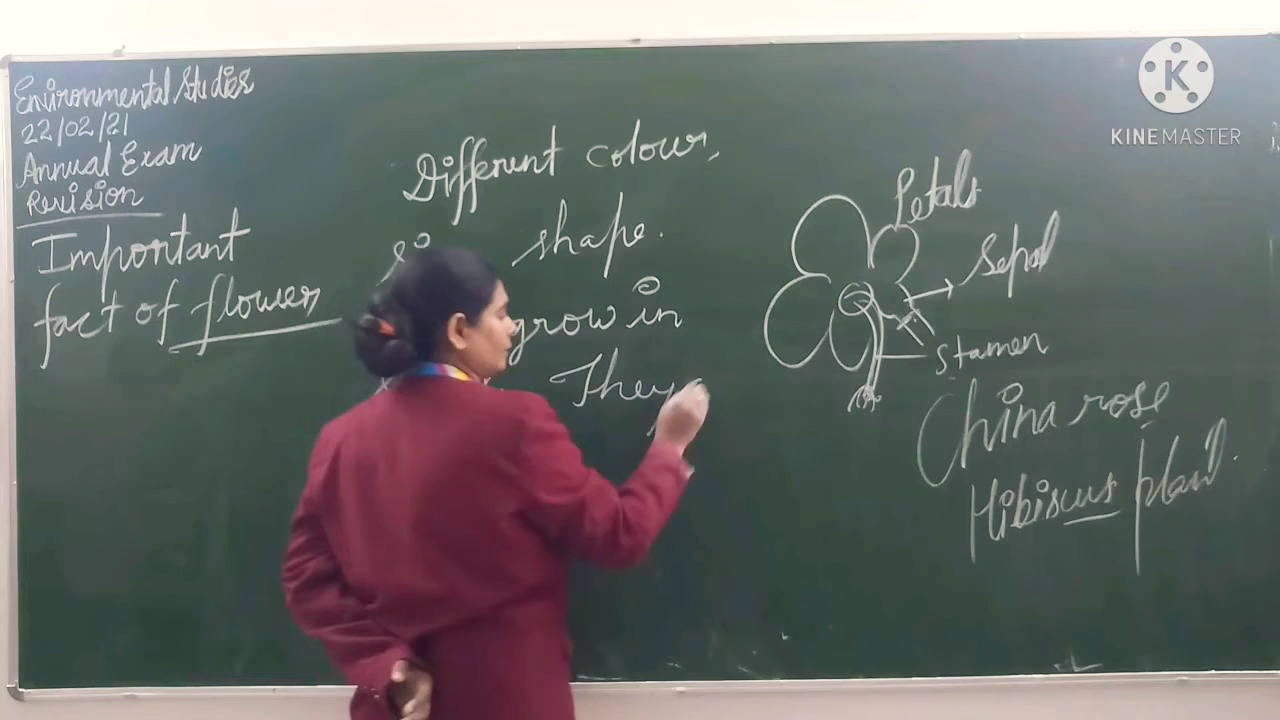 Environmental Studies
22/02/21
Annual Exam
Revision
Important
fact of flower
Different colour,
shape.
grow in
They
Petals
Sepal
Stamen
China rose
Hibiscus plant.
KINEMASTER